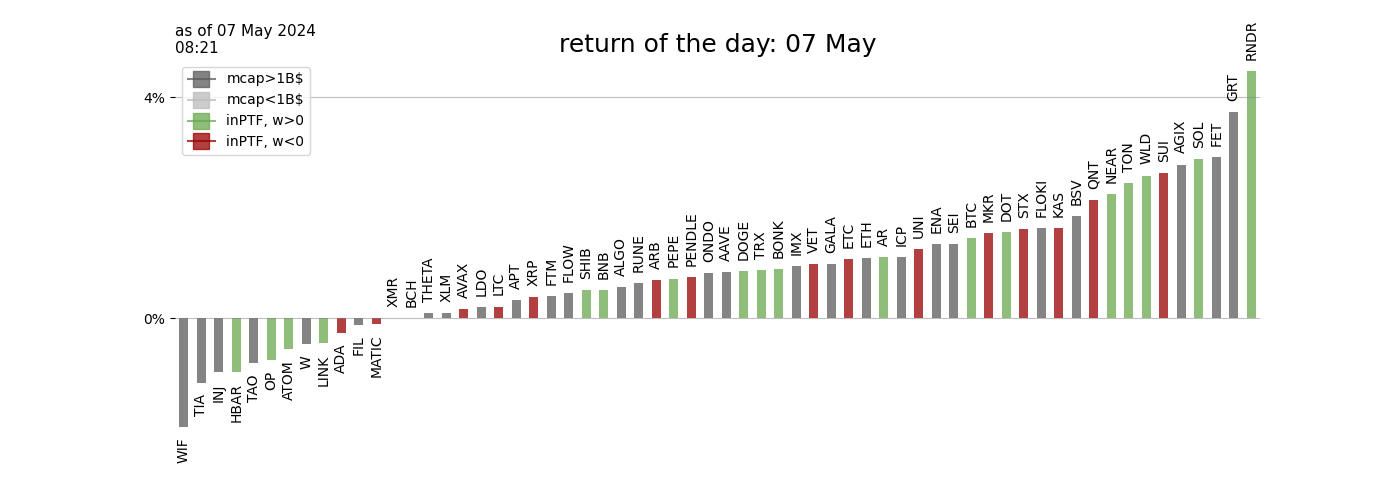 as of 07 May 2024
08:21
return of the day: 07 May
mcap>1B$
mcap<1B$
inPTF, w>0
inPTF, w<0
4%
0%
WIF
TIA
INJ
HBAR
TAO
OP
ATOM
W
LINK
ADA
FIL
MATIC
XMR
BCH
THETA
XLM
AVAX
LDO
LTC
APT
XRP
FTM
FLOW
SHIB
BNB
ALGO
RUNE
ARB
PEPE
PENDLE
ONDO
AAVE
DOGE
TRX
BONK
IMX
VET
GALA
ETC
ETH
AR
ICP
UNI
ENA
SEI
BTC
MKR
DOT
STX
FLOKI
KAS
BSV
QNT
NEAR
TON
WLD
SUI
AGIX
SOL
FET
GRT
RNDR